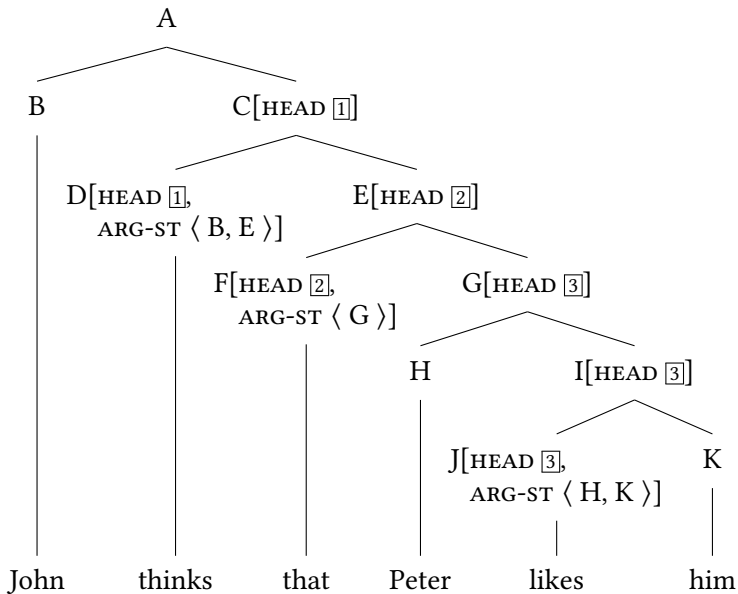 A
B C[HEAD 1]
D[HEAD 1, E[HEAD 2]
ARG-ST ⟨ B, E ⟩]
F[HEAD 2, G[HEAD 3]
ARG-ST ⟨ G ⟩]
H I[HEAD 3]
J[HEAD 3, K
ARG-ST ⟨ H, K ⟩]
John thinks that Peter likes him